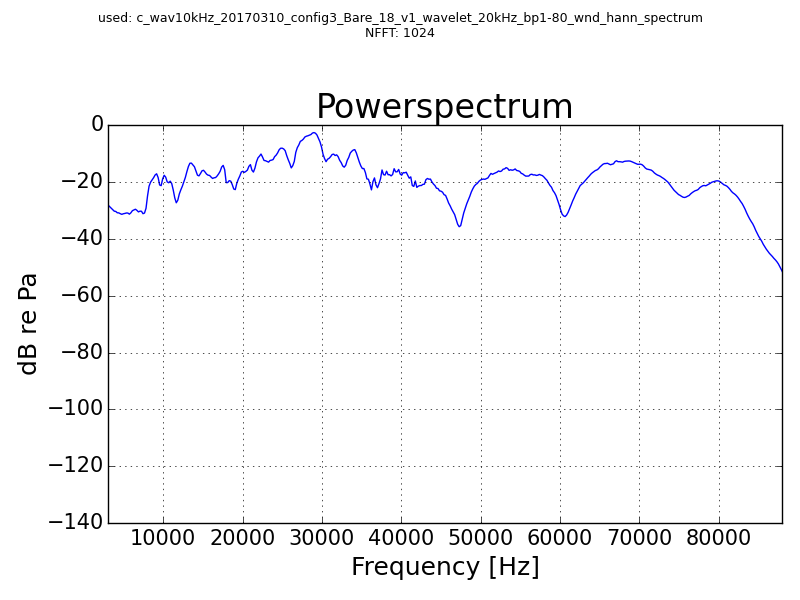 used: c_wav10kHz_20170310_config3_Bare_18_v1_wavelet_20kHz_bp1-80_wnd_hann_spectrum
NFFT: 1024
Powerspectrum
0
−20
−40
−60
−80
−100
−120
−140
dB re Pa
10000 20000 30000 40000 50000 60000 70000 80000
Frequency [Hz]